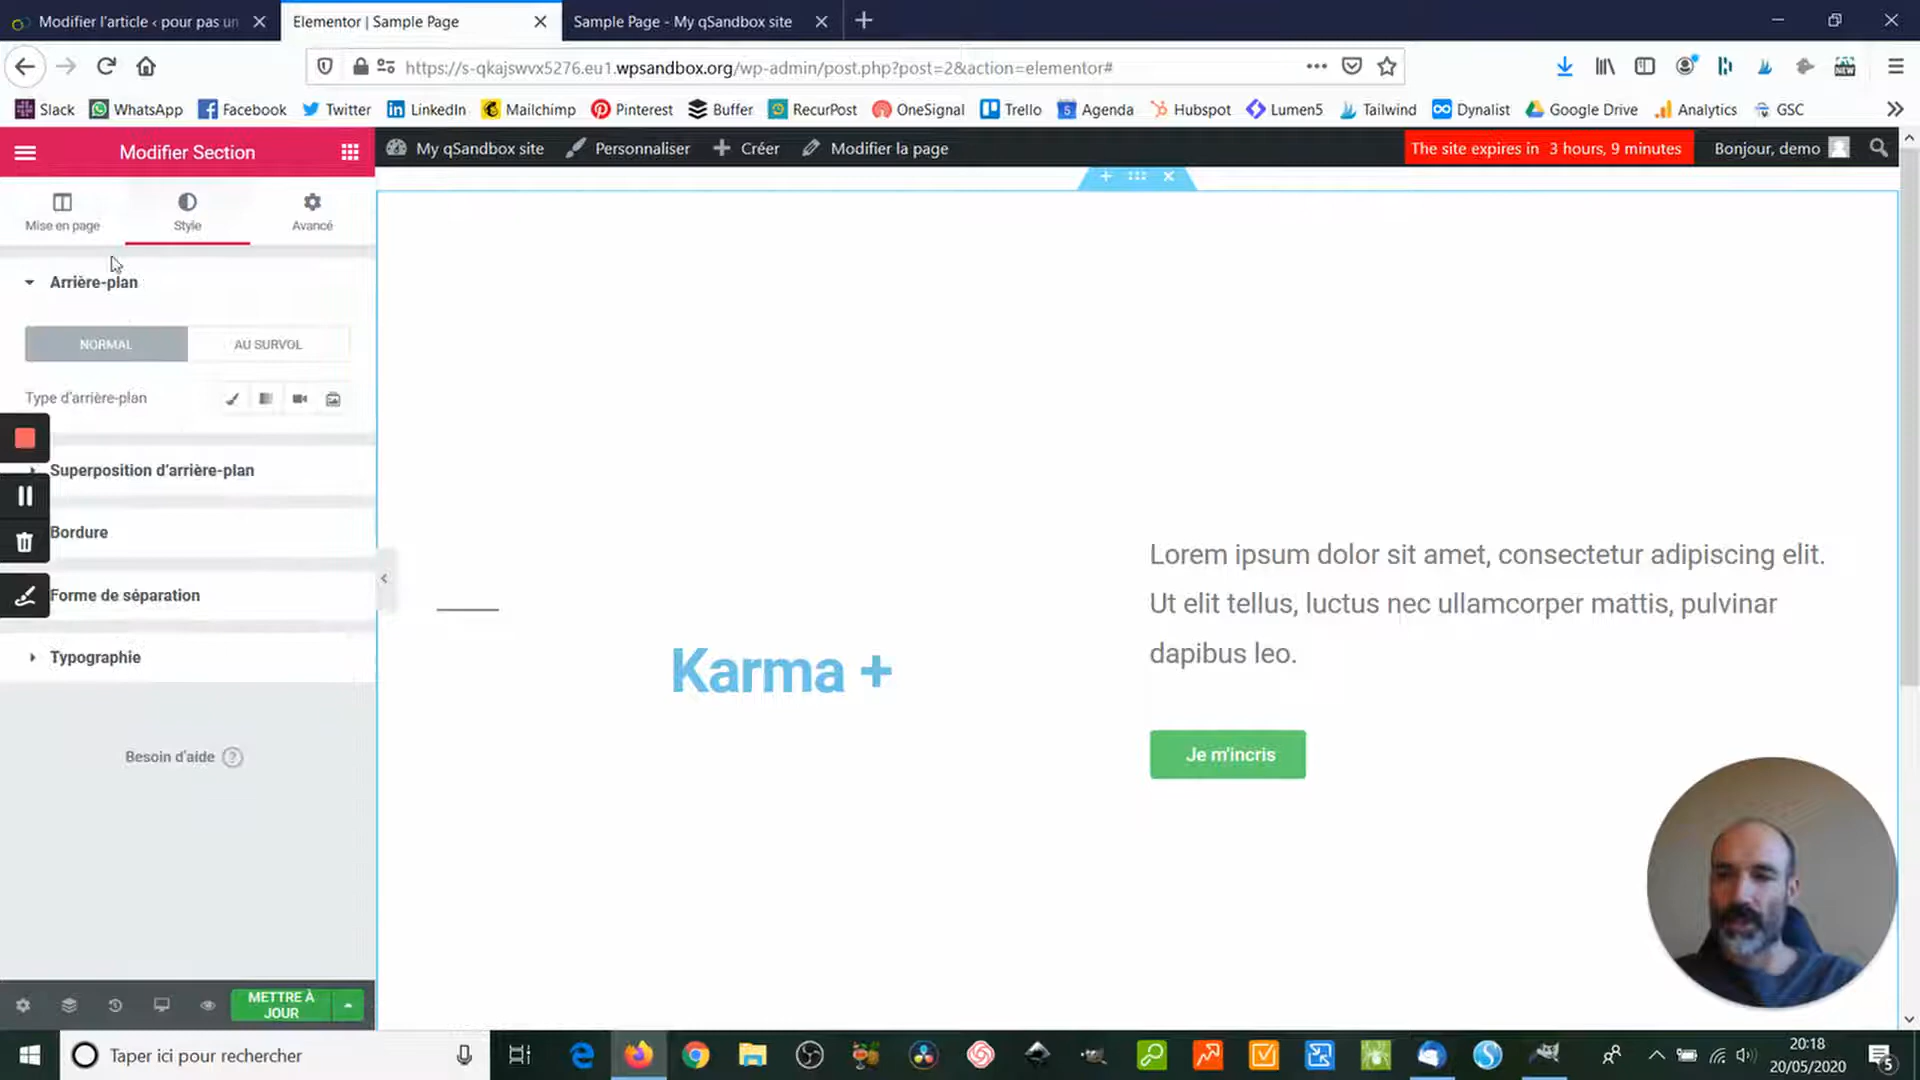 Modifier l'article ‹ pour pas un
Elementor | Sample Page
Sample Page - My qSandbox site
https://s-qkajswvx5276.eu1.wpsandbox.org/wp-admin/post.php?post=2&action=elementor#
Slack WhatsApp Facebook Twitter LinkedIn Mailchimp Pinterest Buffer RecurPost OneSignal Trello Agenda Hubspot Lumen5 Tailwind Dynalist Google Drive Analytics GSC
Modifier Section
My qSandbox site Personnaliser Créer Modifier la page
The site expires in 3 hours, 9 minutes
Bonjour, demo
Mise en page
Style
Avancé
Arrière-plan
NORMAL
AU SURVOL
Type d'arrière-plan
Superposition d'arrière-plan
Bordure
Forme de séparation
Typographie
Besoin d'aide ?
Lorem ipsum dolor sit amet, consectetur adipiscing elit.
Ut elit tellus, luctus nec ullamcorper mattis, pulvinar
dapibus leo.
Karma +
Je m'incris
METTRE À
JOUR
Taper ici pour rechercher
20:18
20/05/2020
5